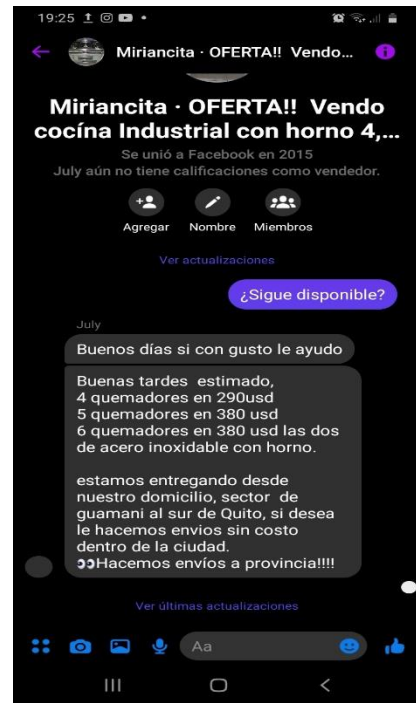 19:25
Miriancita · OFERTA!! Vendo...
Miriancita · OFERTA!! Vendo
cocína Industrial con horno 4,...
Se unió a Facebook en 2015
July aún no tiene calificaciones como vendedor.
Agregar Nombre Miembros
Ver actualizaciones
¿Sigue disponible?
July
Buenos días si con gusto le ayudo
Buenas tardes estimado,
4 quemadores en 290usd
5 quemadores en 380 usd
6 quemadores en 380 usd las dos
de acero inoxidable con horno.
estamos entregando desde
nuestro domicilio, sector de
guamani al sur de Quito, si desea
le hacemos envios sin costo
dentro de la ciudad.
👀Hacemos envíos a provincia!!!!
Ver últimas actualizaciones
Aa